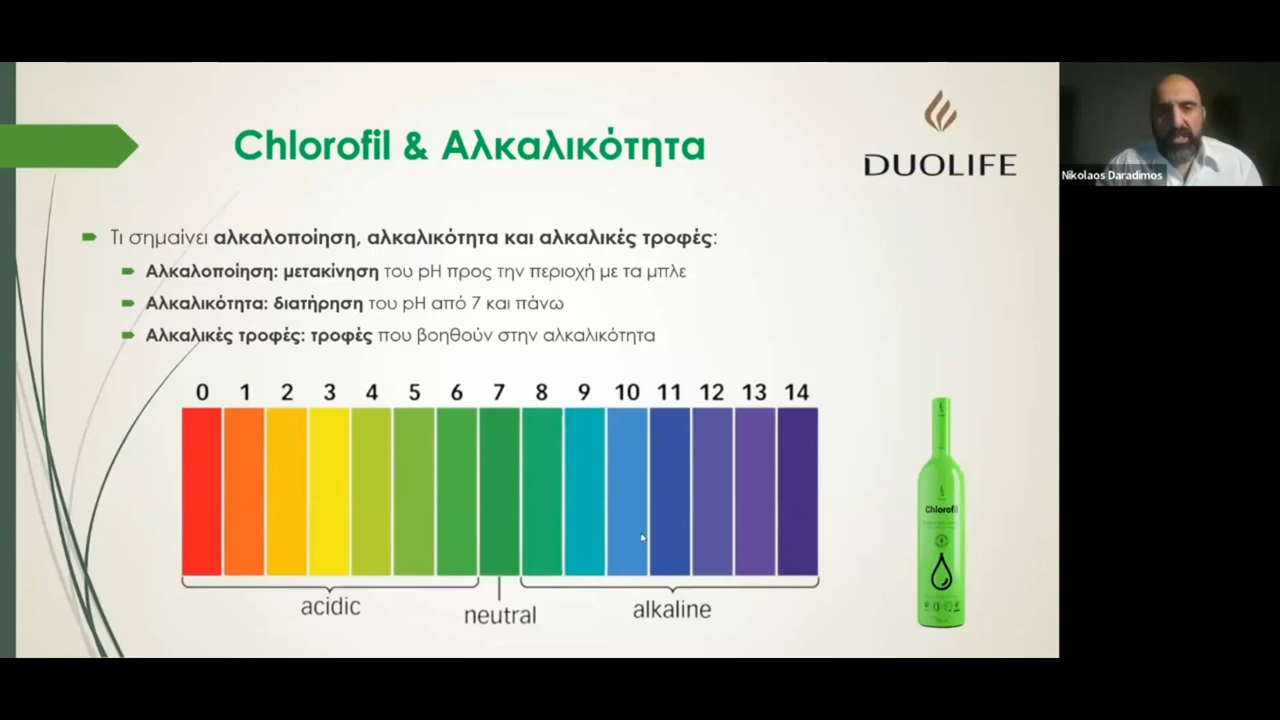 Chlorofil & Αλκαλικότητα
DUOLIFE
Nikolaos Daradimos
Τι σημαίνει αλκαλοποίηση, αλκαλικότητα και αλκαλικές τροφές:
Αλκαλοποίηση: μετακίνηση του pH προς την περιοχή με τα μπλε
Αλκαλικότητα: διατήρηση του pH από 7 και πάνω
Αλκαλικές τροφές: τροφές που βοηθούν στην αλκαλικότητα
0 1 2 3 4 5 6 7 8 9 10 11 12 13 14
acidic
neutral
alkaline
Chlorofil